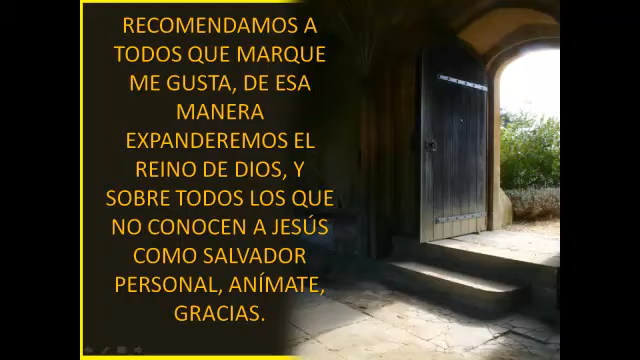 RECOMENDAMOS A
TODOS QUE MARQUE
ME GUSTA, DE ESA
MANERA
EXPANDEREMOS EL
REINO DE DIOS, Y
SOBRE TODOS LOS QUE
NO CONOCEN A JESÚS
COMO SALVADOR
PERSONAL, ANÍMATE,
GRACIAS.